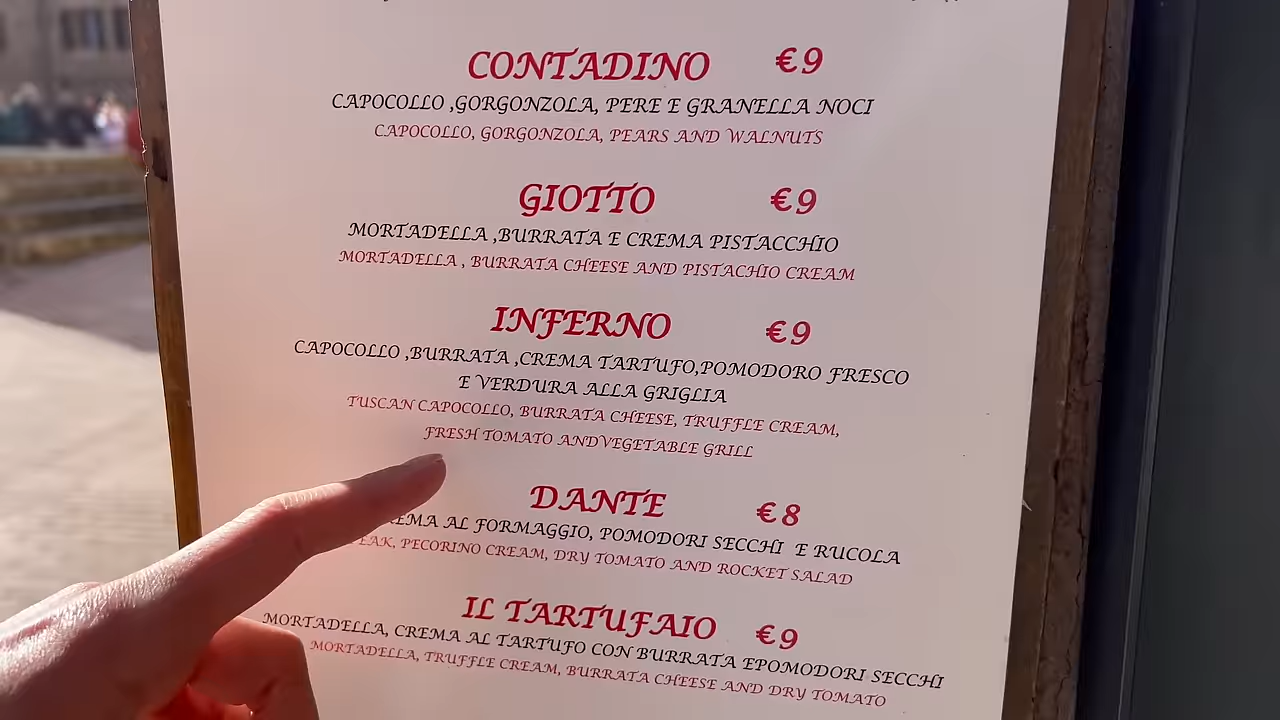 CONTADINO €9
CAPOCOLLO ,GORGONZOLA, PERE E GRANELLA NOCI
CAPOCOLLO, GORGONZOLA, PEARS AND WALNUTS
GIOTTO €9
MORTADELLA ,BURRATA E CREMA PISTACCHIO
MORTADELLA , BURRATA CHEESE AND PISTACHIO CREAM
INFERNO €9
CAPOCOLLO ,BURRATA ,CREMA TARTUFO,POMODORO FRESCO
E VERDURA ALLA GRIGLIA
TUSCAN CAPOCOLLO, BURRATA CHEESE, TRUFFLE CREAM,
FRESH TOMATO ANDVEGETABLE GRILL
DANTE €8
AL FORMAGGIO, POMODORI SECCHI E RUCOLA
PECORINO CREAM, DRY TOMATO AND ROCKET SALAD
IL TARTUFAIO €9
MORTADELLA, CREMA AL TARTUFO CON BURRATA EPOMODORI SECCHI
MORTADELLA, TRUFFLE CREAM, BURRATA CHEESE AND DRY TOMATO